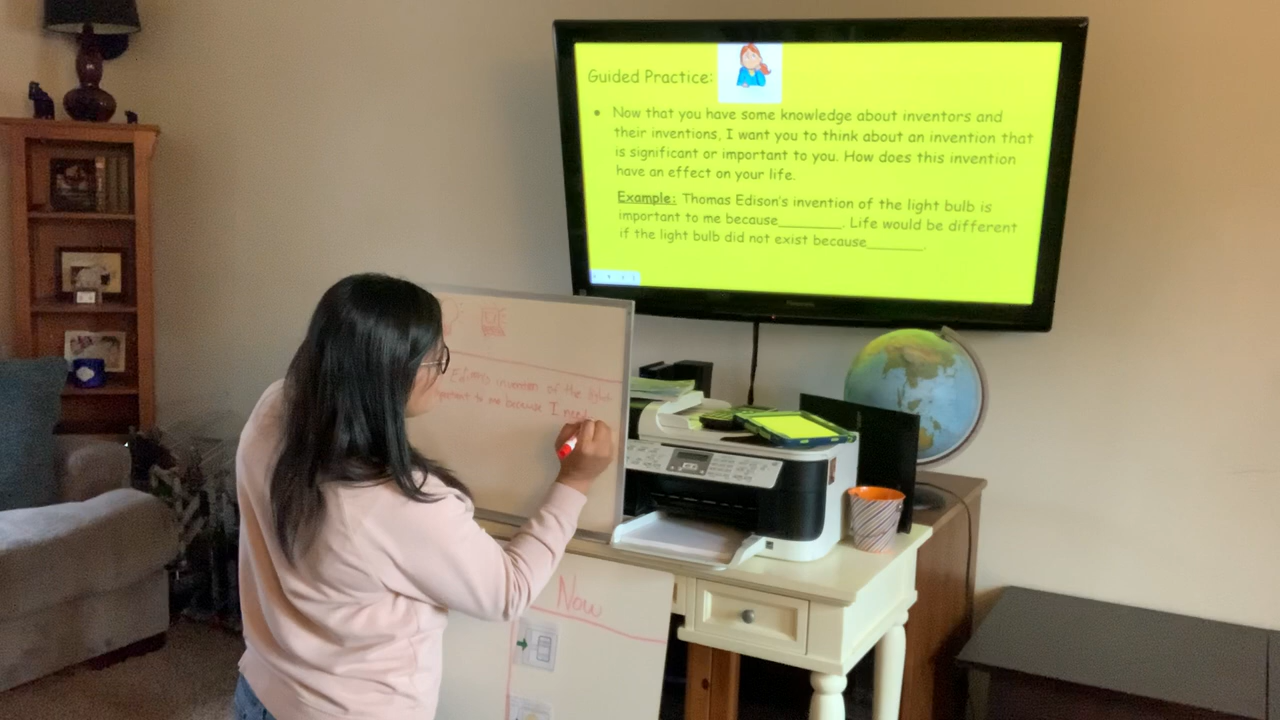 Guided Practice:
• Now that you have some knowledge about inventors and
their inventions, I want you to think about an invention that
is significant or important to you. How does this invention
have an effect on your life.
Example: Thomas Edison's invention of the light bulb is
important to me because________. Life would be different
if the light bulb did not exist because_______.
Panasonic
Edison's invention of the light
important to me because I need
Now